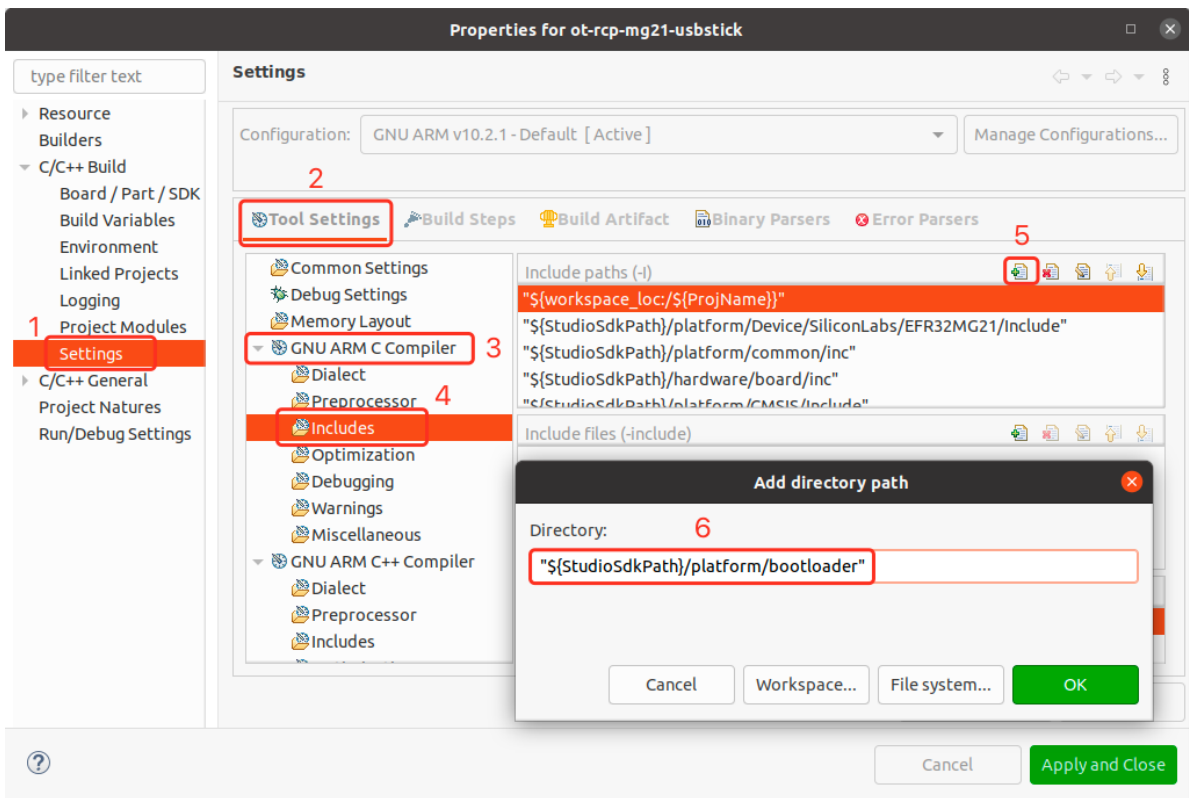 Properties for ot-rcp-mg21-usbstick
type filter text
Resource
Builders
C/C++ Build
Board / Part / SDK
Build Variables
Environment
Linked Projects
Logging
Project Modules
1
Settings
C/C++ General
Project Natures
Run/Debug Settings
Settings
Configuration: GNU ARM v10.2.1 - Default [ Active ] Manage Configurations...
2
Tool Settings Build Steps Build Artifact Binary Parsers Error Parsers
5
Common Settings
Debug Settings
Memory Layout
GNU ARM C Compiler 3
Dialect
Preprocessor 4
Includes
Optimization
Debugging
Warnings
Miscellaneous
GNU ARM C++ Compiler
Dialect
Preprocessor
Includes
Include paths (-I)
"${workspace_loc:/${ProjName}}"
"${StudioSdkPath}/platform/Device/SiliconLabs/EFR32MG21/Include"
"${StudioSdkPath}/platform/common/inc"
"${StudioSdkPath}/hardware/board/inc"
"${StudioSdkPath}/platform/CMSIS/Include"
Include files (-include)
Add directory path
Directory: 6
"${StudioSdkPath}/platform/bootloader"
Cancel Workspace... File system... OK
Cancel Apply and Close